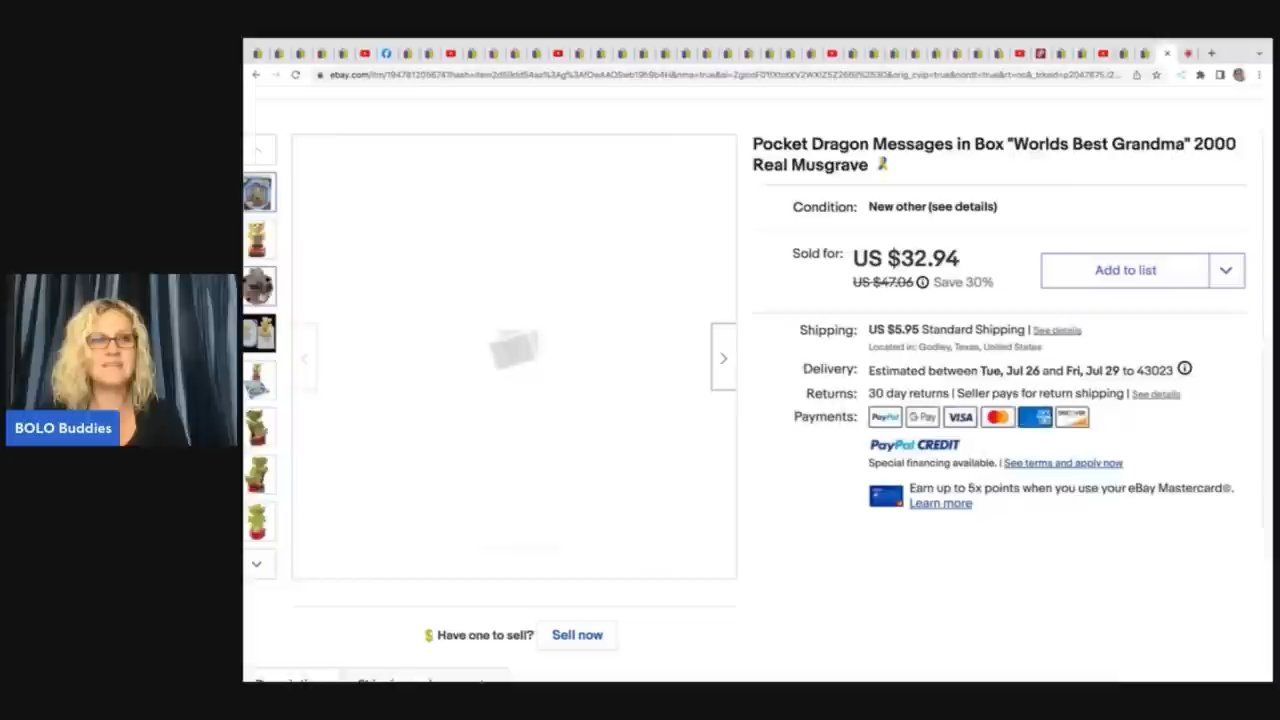 Pocket Dragon Messages in Box "Worlds Best Grandma" 2000
Real Musgrave
Condition: New other (see details)
Sold for: US $32.94
US $47.06 Save 30%
Add to list
Shipping: US $5.95 Standard Shipping | See details
Located in: Godley, Texas, United States
Delivery: Estimated between Tue, Jul 26 and Fri, Jul 29 to 43023
Returns: 30 day returns | Seller pays for return shipping | See details
Payments: PayPal G Pay VISA DISCOVER
PayPal CREDIT
Special financing available. | See terms and apply now
Earn up to 5x points when you use your eBay Mastercard®.
Learn more
BOLO Buddies
$ Have one to sell? Sell now